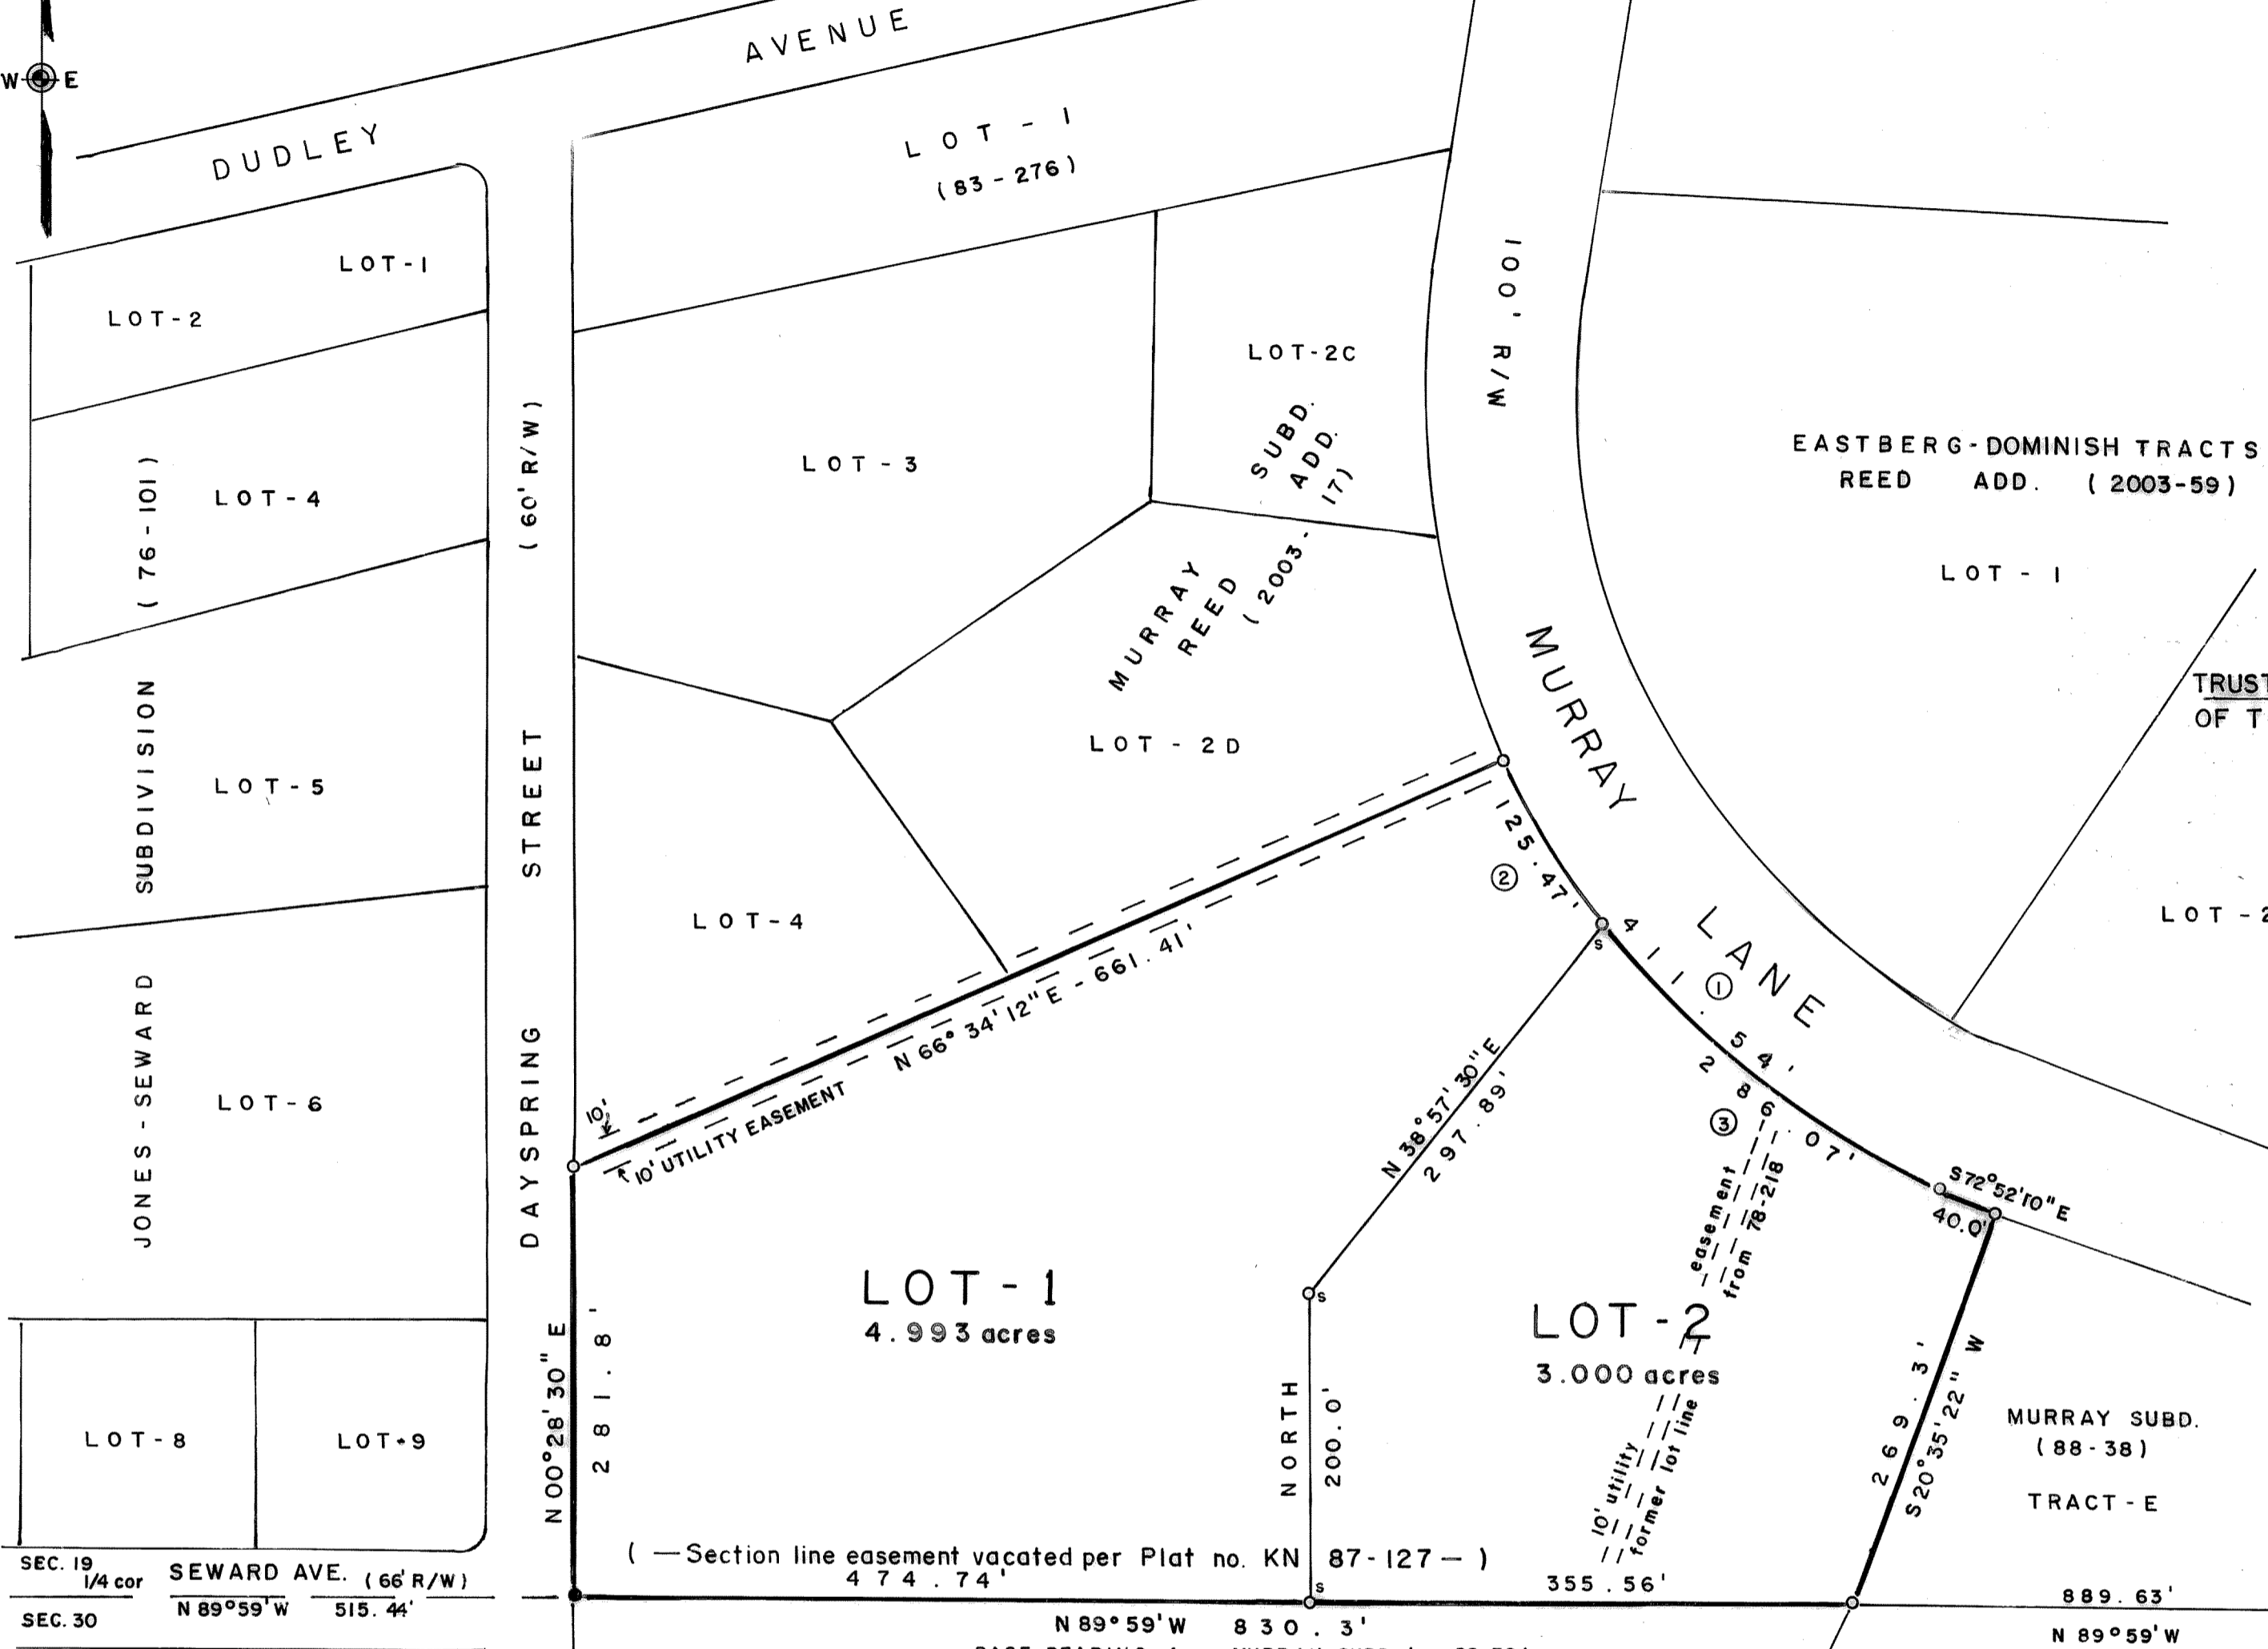 W E
DUDLEY
AVENUE
LOT - 1
(83 - 276)
LOT-1
LOT-2
LOT-4
(76 - 101)
LOT-5
SUBDIVISION
JONES - SEWARD
LOT-6
LOT-8
LOT-9
DAYSPRING STREET (60' R/W)
LOT - 3
LOT-2C
MURRAY SUBD.
REED ADD.
(2003-17)
LOT - 2D
LOT-4
100' R/W
MURRAY LANE
EASTBERG-DOMINISH TRACTS
REED ADD. (2003-59)
LOT - 1
TRUST
OF T
LOT-2
10'
10' UTILITY EASEMENT
N 66° 34' 12" E - 661.41'
125.47'
2
S
411.54'
1
286.07'
3
N 38°57'30" E
297.89'
S72°52'10" E
40.0'
easement
from 78-218
LOT - 1
4.993 acres
LOT-2
3.000 acres
S
NORTH
200.0'
10' utility
former lot line
269.3'
S 20°35'22" W
MURRAY SUBD.
(88-38)
TRACT - E
N 00°28'30" E
281.8'
( —Section line easement vacated per Plat no. KN 87-127— )
474.74'
S
355.56'
889.63'
N 89°59' W 830.3'
N 89°59' W
SEC. 19
1/4 cor
SEWARD AVE. (66' R/W)
N 89°59' W 515.44'
SEC. 30